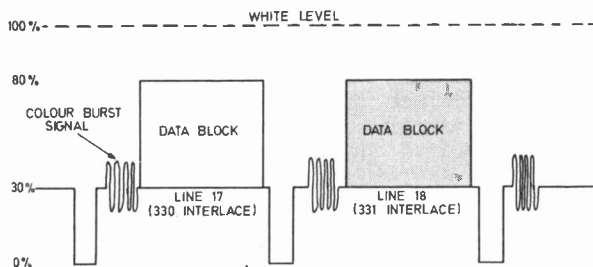 WHITE LEVEL
100%
80%
COLOUR BURST
SIGNAL
DATA BLOCK
DATA BLOCK
30%
LINE 17
(330 INTERLACE)
LINE 18
(331 INTERLACE)
0%